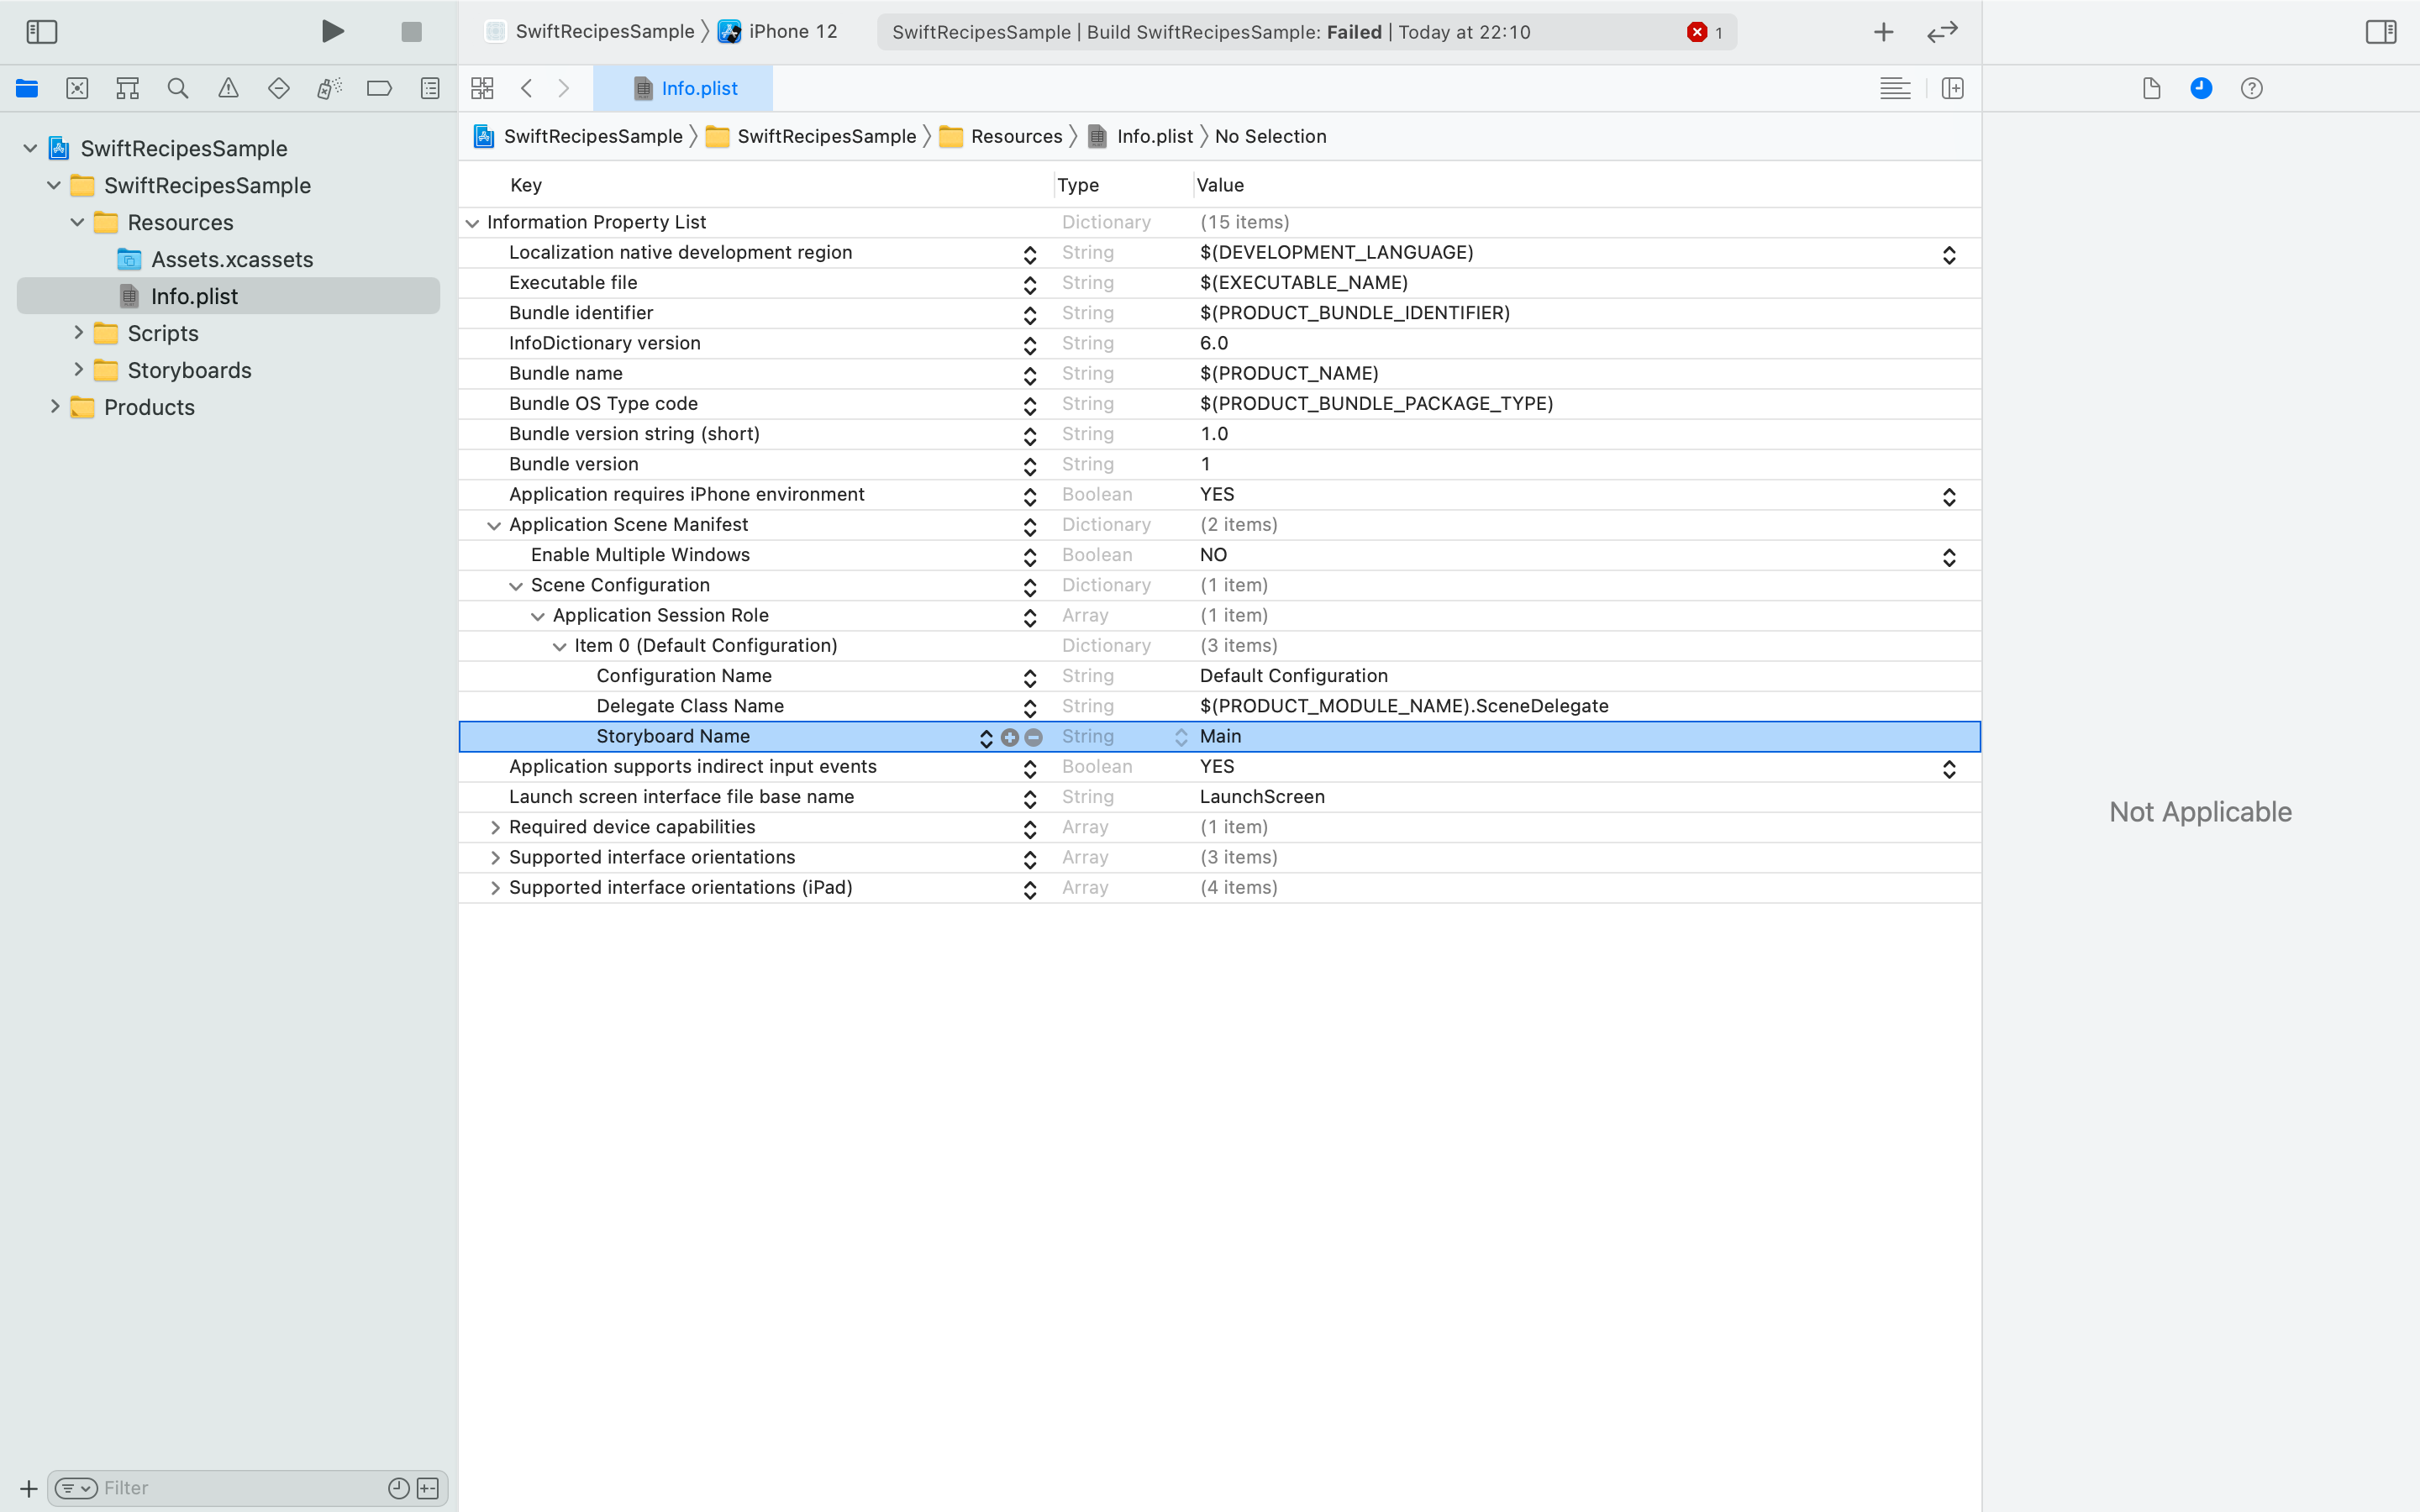 SwiftRecipesSample 〉 iPhone 12
SwiftRecipesSample | Build SwiftRecipesSample: Failed | Today at 22:10
1
Info.plist
SwiftRecipesSample 〉 SwiftRecipesSample 〉 Resources 〉 Info.plist 〉 No Selection
SwiftRecipesSample
SwiftRecipesSample
Resources
Assets.xcassets
Info.plist
Scripts
Storyboards
Products
Filter
Key Type Value
Information Property List Dictionary (15 items)
Localization native development region String $(DEVELOPMENT_LANGUAGE)
Executable file String $(EXECUTABLE_NAME)
Bundle identifier String $(PRODUCT_BUNDLE_IDENTIFIER)
InfoDictionary version String 6.0
Bundle name String $(PRODUCT_NAME)
Bundle OS Type code String $(PRODUCT_BUNDLE_PACKAGE_TYPE)
Bundle version string (short) String 1.0
Bundle version String 1
Application requires iPhone environment Boolean YES
Application Scene Manifest Dictionary (2 items)
Enable Multiple Windows Boolean NO
Scene Configuration Dictionary (1 item)
Application Session Role Array (1 item)
Item 0 (Default Configuration) Dictionary (3 items)
Configuration Name String Default Configuration
Delegate Class Name String $(PRODUCT_MODULE_NAME).SceneDelegate
Storyboard Name String Main
Application supports indirect input events Boolean YES
Launch screen interface file base name String LaunchScreen
Required device capabilities Array (1 item)
Supported interface orientations Array (3 items)
Supported interface orientations (iPad) Array (4 items)
Not Applicable